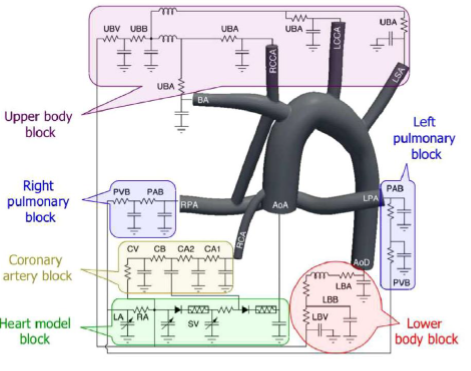 UBA
UBV UBB UBA UBA
RCCA
LCCA
LSA
UBA
BA
Upper body
block
Left
pulmonary
block
Right
pulmonary
block
PVB PAB
RPA
AoA
LPA
PAB
PVB
RCA
Coronary
artery block
CV CB CA2 CA1
AoD
LBA
LBB
LBV
Heart model
block
LA RA
SV
Lower
body block